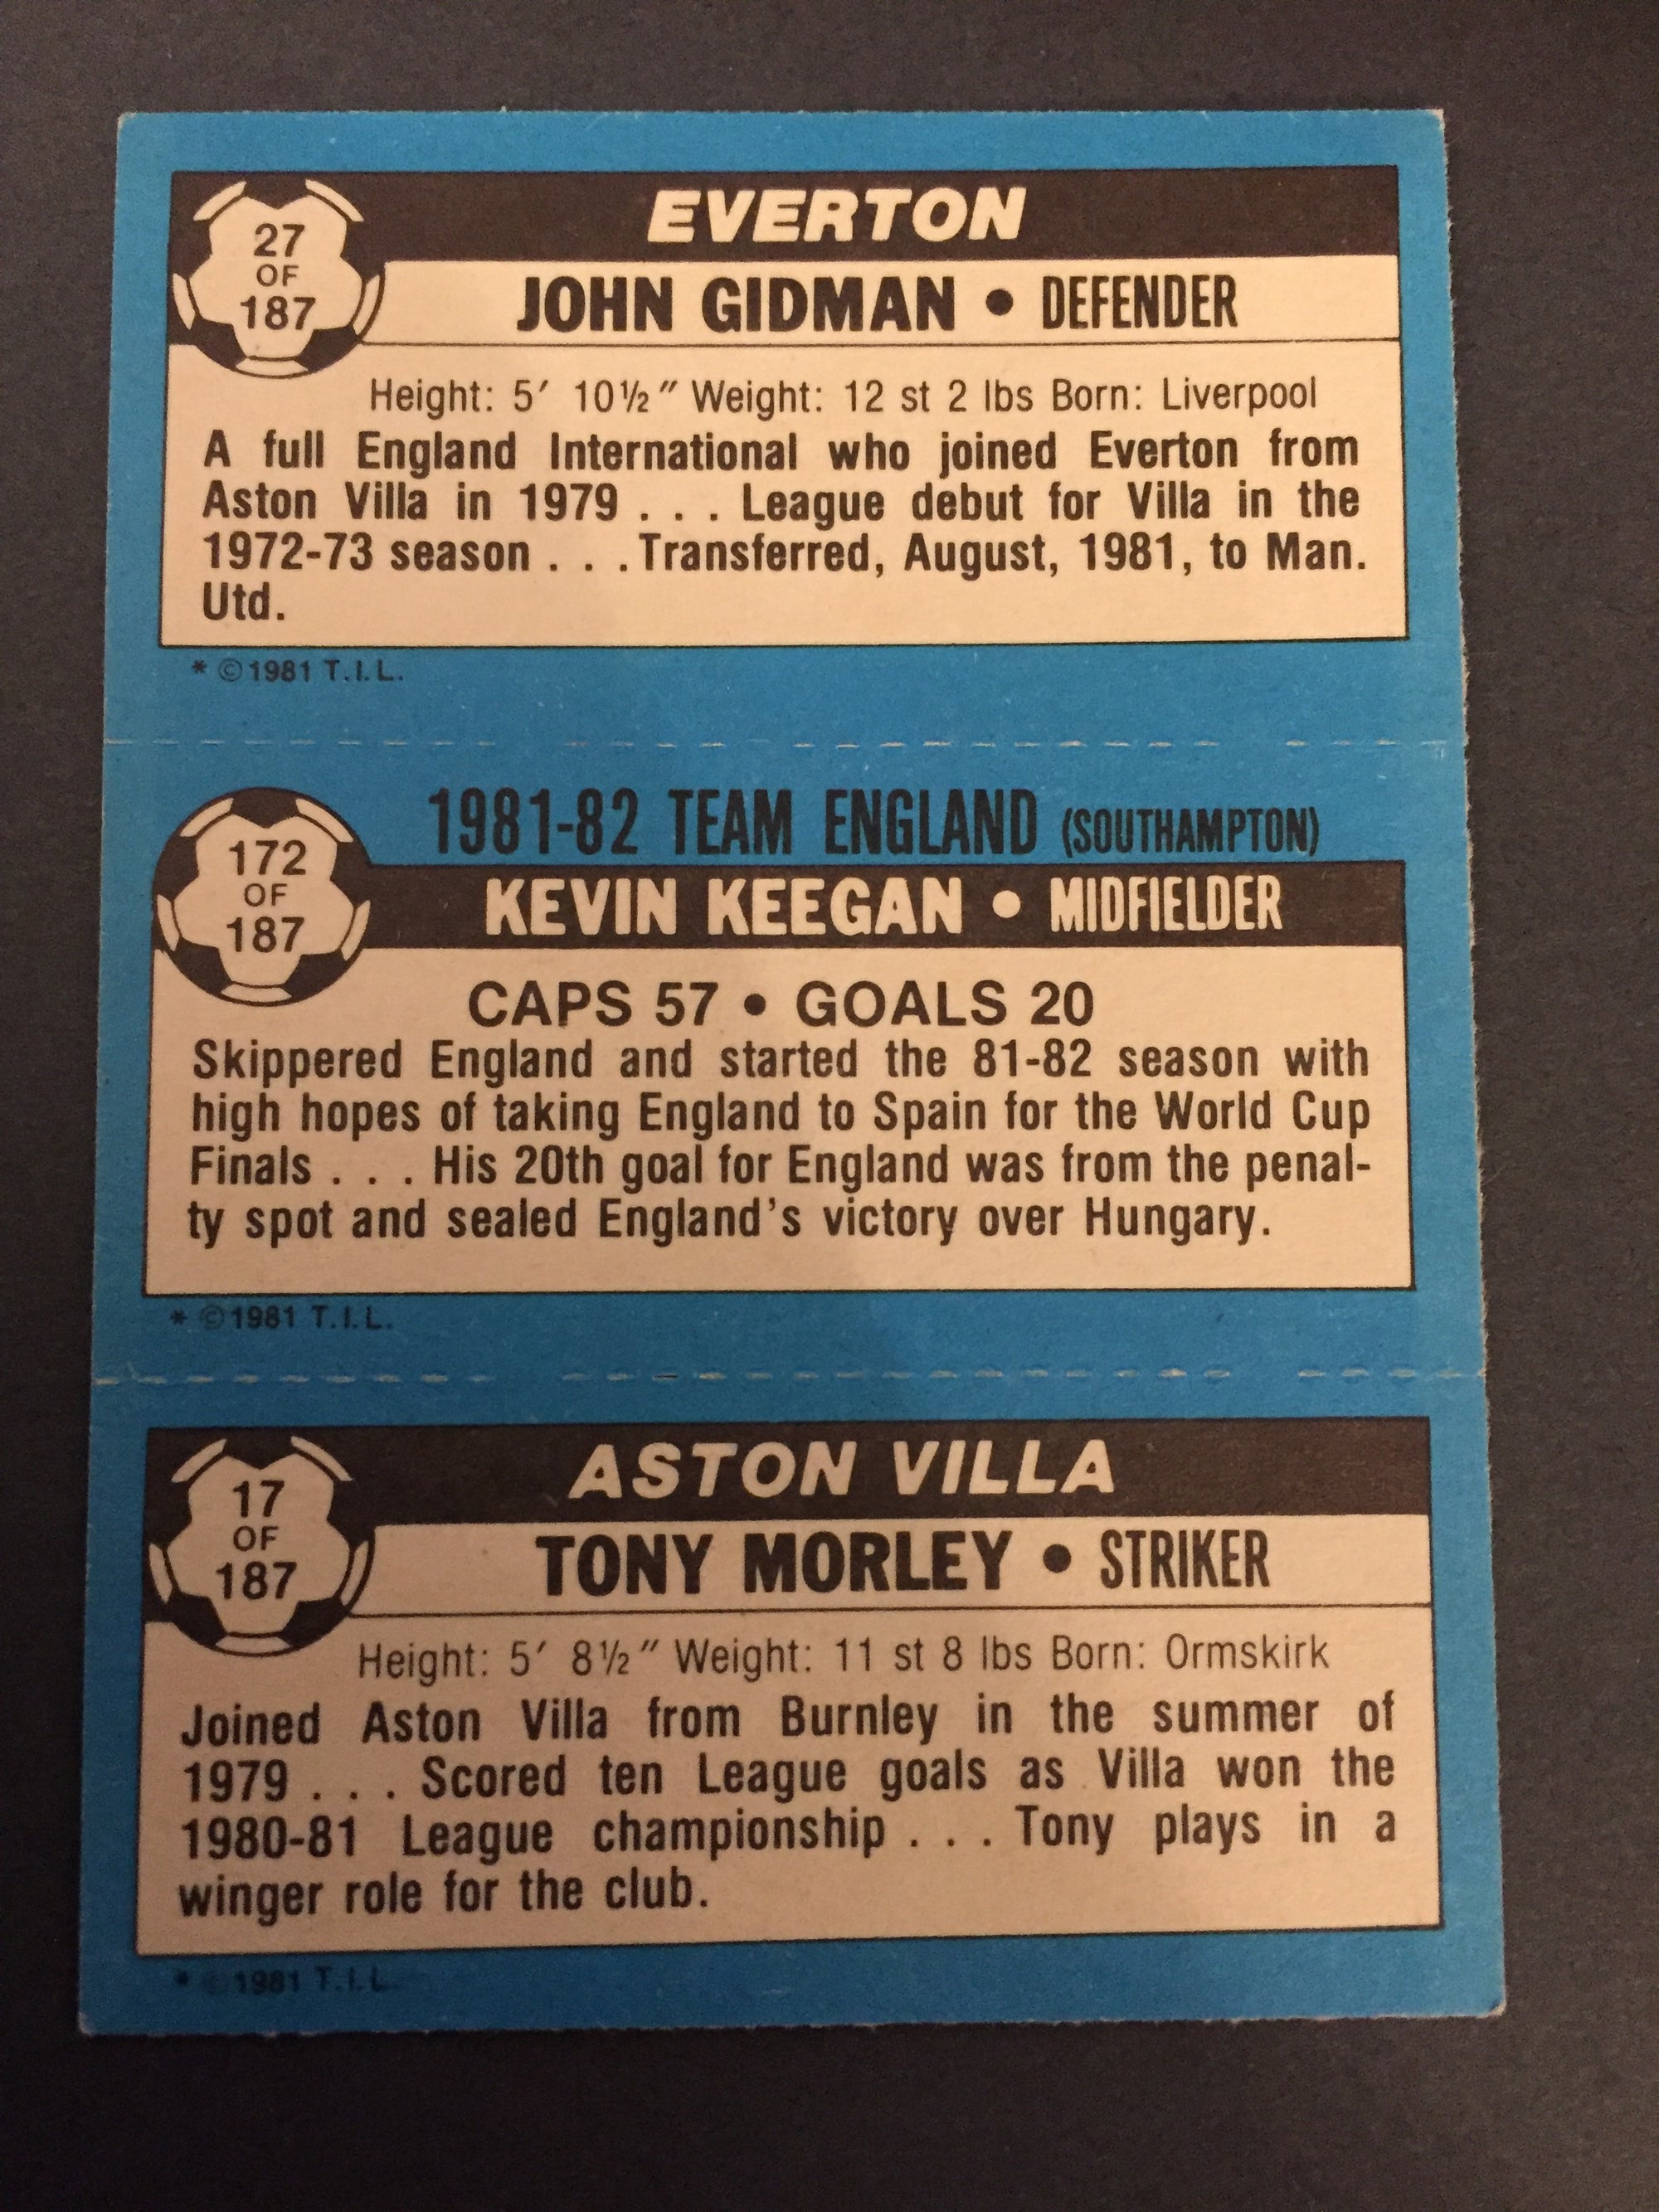 27
OF
187
EVERTON
JOHN GIDMAN • DEFENDER
Height: 5′ 10½″ Weight: 12 st 2 lbs Born: Liverpool
A full England International who joined Everton from
Aston Villa in 1979 . . . League debut for Villa in the
1972-73 season . . .Transferred, August, 1981, to Man.
Utd.
* ©1981 T.I.L.
1981-82 TEAM ENGLAND (SOUTHAMPTON)
172
OF
187
KEVIN KEEGAN • MIDFIELDER
CAPS 57 • GOALS 20
Skippered England and started the 81-82 season with
high hopes of taking England to Spain for the World Cup
Finals . . . His 20th goal for England was from the penal-
ty spot and sealed England's victory over Hungary.
* ©1981 T.I.L.
17
OF
187
ASTON VILLA
TONY MORLEY • STRIKER
Height: 5′ 8½″ Weight: 11 st 8 lbs Born: Ormskirk
Joined Aston Villa from Burnley in the summer of
1979 . . . Scored ten League goals as Villa won the
1980-81 League championship . . . Tony plays in a
winger role for the club.
* ©1981 T.I.L.